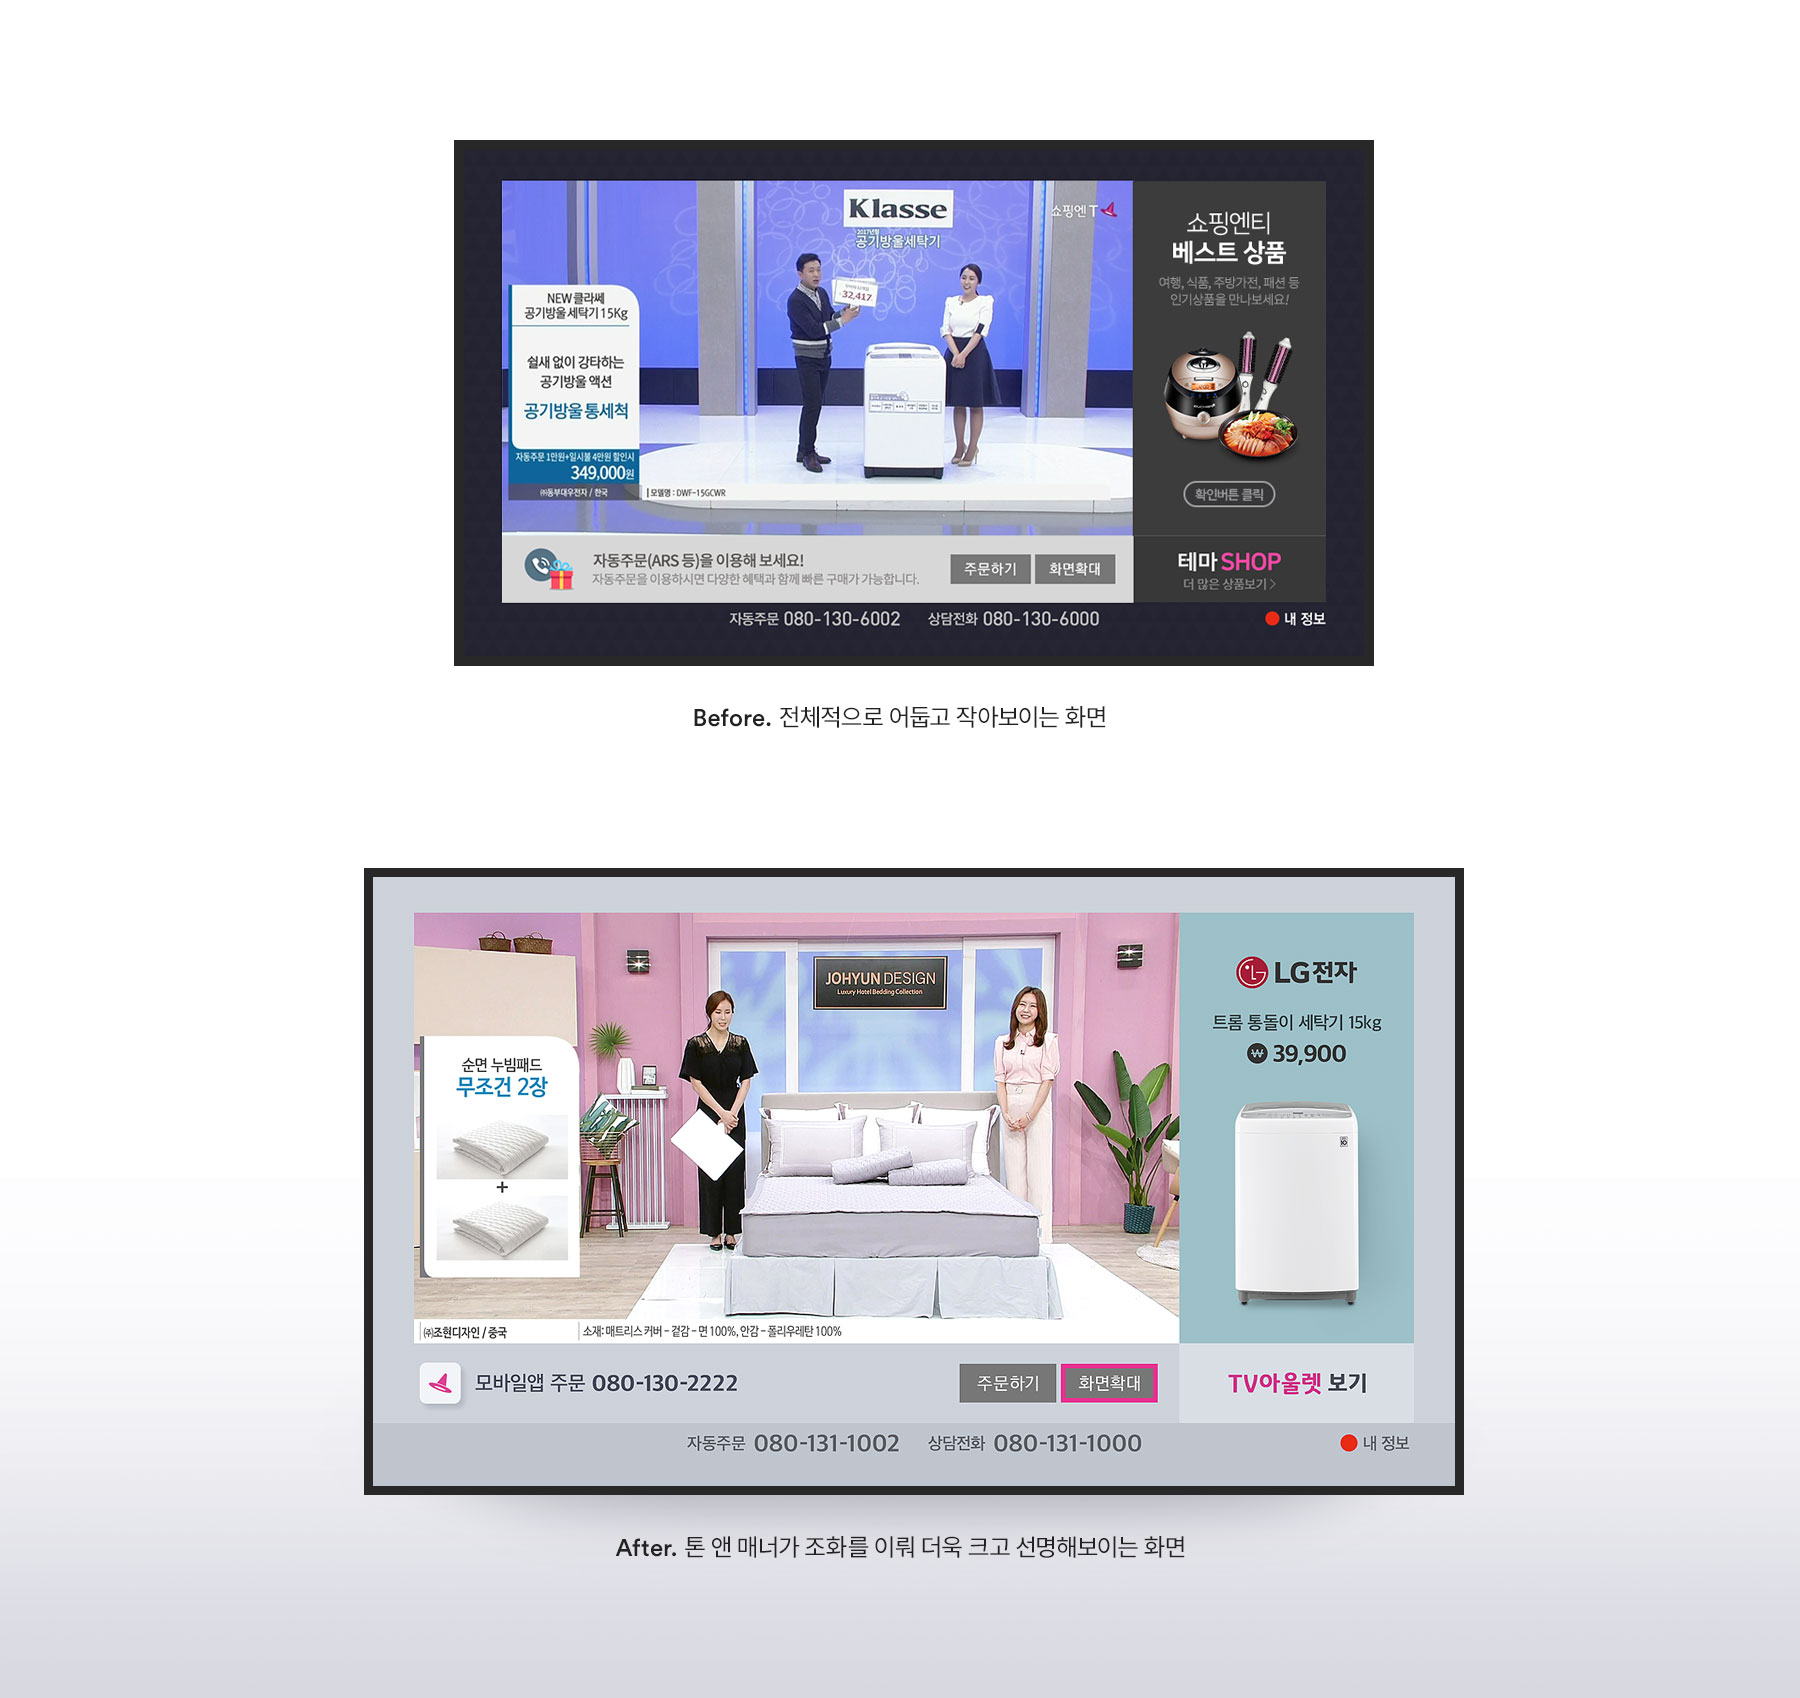 Klasse
2017년형
공기방울세탁기
쇼핑엔T
32,417
NEW 클라쎄
공기방울세탁기 15Kg
쉴새 없이 강타하는
공기방울 액션
공기방울 통세척
자동주문 1만원+일시불 4만원 할인시
349,000원
㈜동부대우전자 / 한국
모델명 : DWF-15GCWR
쇼핑엔티
베스트 상품
여행, 식품, 주방가전, 패션 등
인기상품을 만나보세요!
확인버튼 클릭
자동주문(ARS 등)을 이용해 보세요!
자동주문을 이용하시면 다양한 혜택과 함께 빠른 구매가 가능합니다.
주문하기
화면확대
테마 SHOP
더 많은 상품보기 >
자동주문 080-130-6002 상담전화 080-130-6000
내 정보
Before. 전체적으로 어둡고 작아보이는 화면
JOHYUN DESIGN
Luxury Hotel Bedding Collection
순면 누빔패드
무조건 2장
+
㈜조현디자인 / 중국
소재: 매트리스 커버 – 겉감 – 면 100%, 안감 – 폴리우레탄 100%
LG전자
트롬 통돌이 세탁기 15kg
₩ 39,900
모바일앱 주문 080-130-2222
주문하기
화면확대
TV아울렛 보기
자동주문 080-131-1002 상담전화 080-131-1000
내 정보
After. 톤 앤 매너가 조화를 이뤄 더욱 크고 선명해보이는 화면